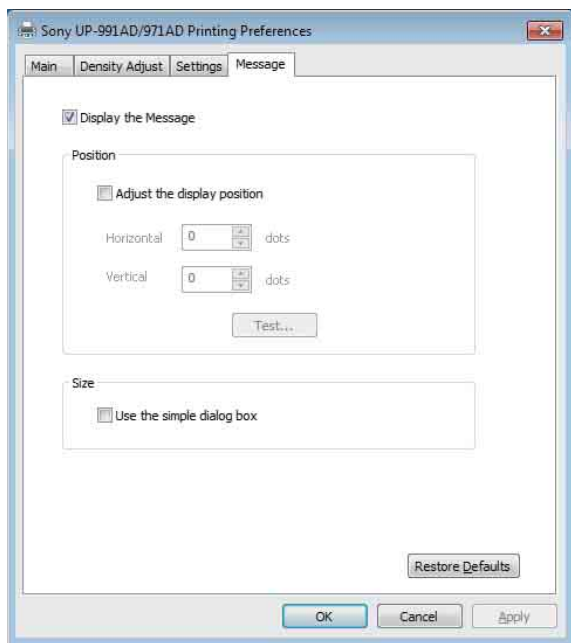 Sony UP-991AD/971AD Printing Preferences
Main Density Adjust Settings Message
Display the Message
Position
Adjust the display position
Horizontal 0 dots
Vertical 0 dots
Test...
Size
Use the simple dialog box
Restore Defaults
OK Cancel Apply